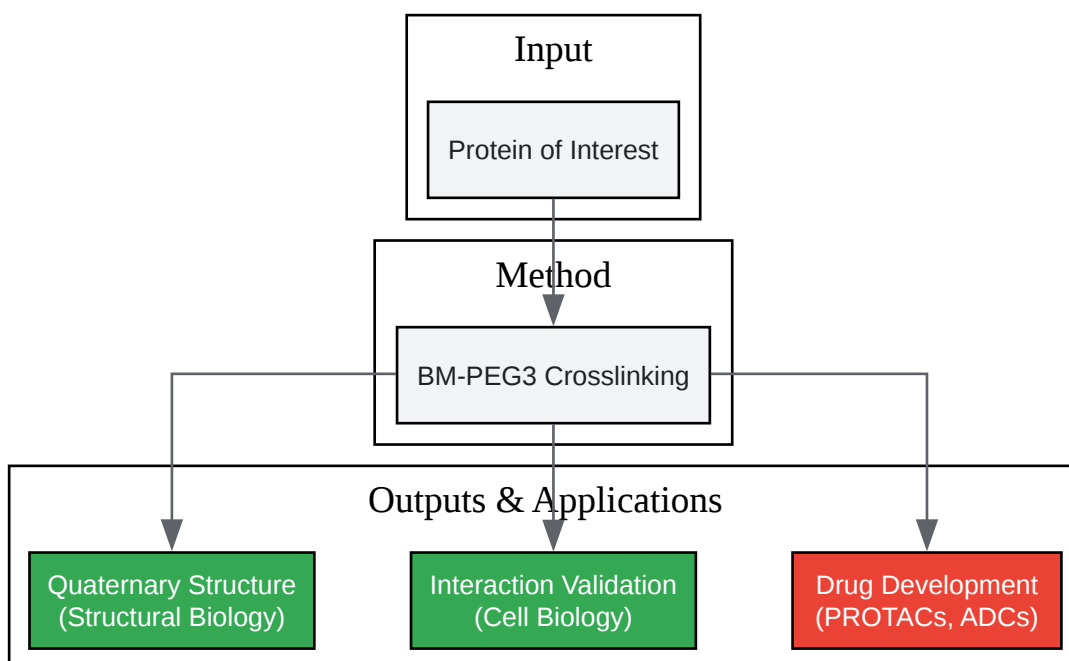 Input
Protein of Interest
Method
BM-PEG3 Crosslinking
Outputs & Applications
Quaternary Structure
(Structural Biology)
Interaction Validation
(Cell Biology)
Drug Development
(PROTACs, ADCs)